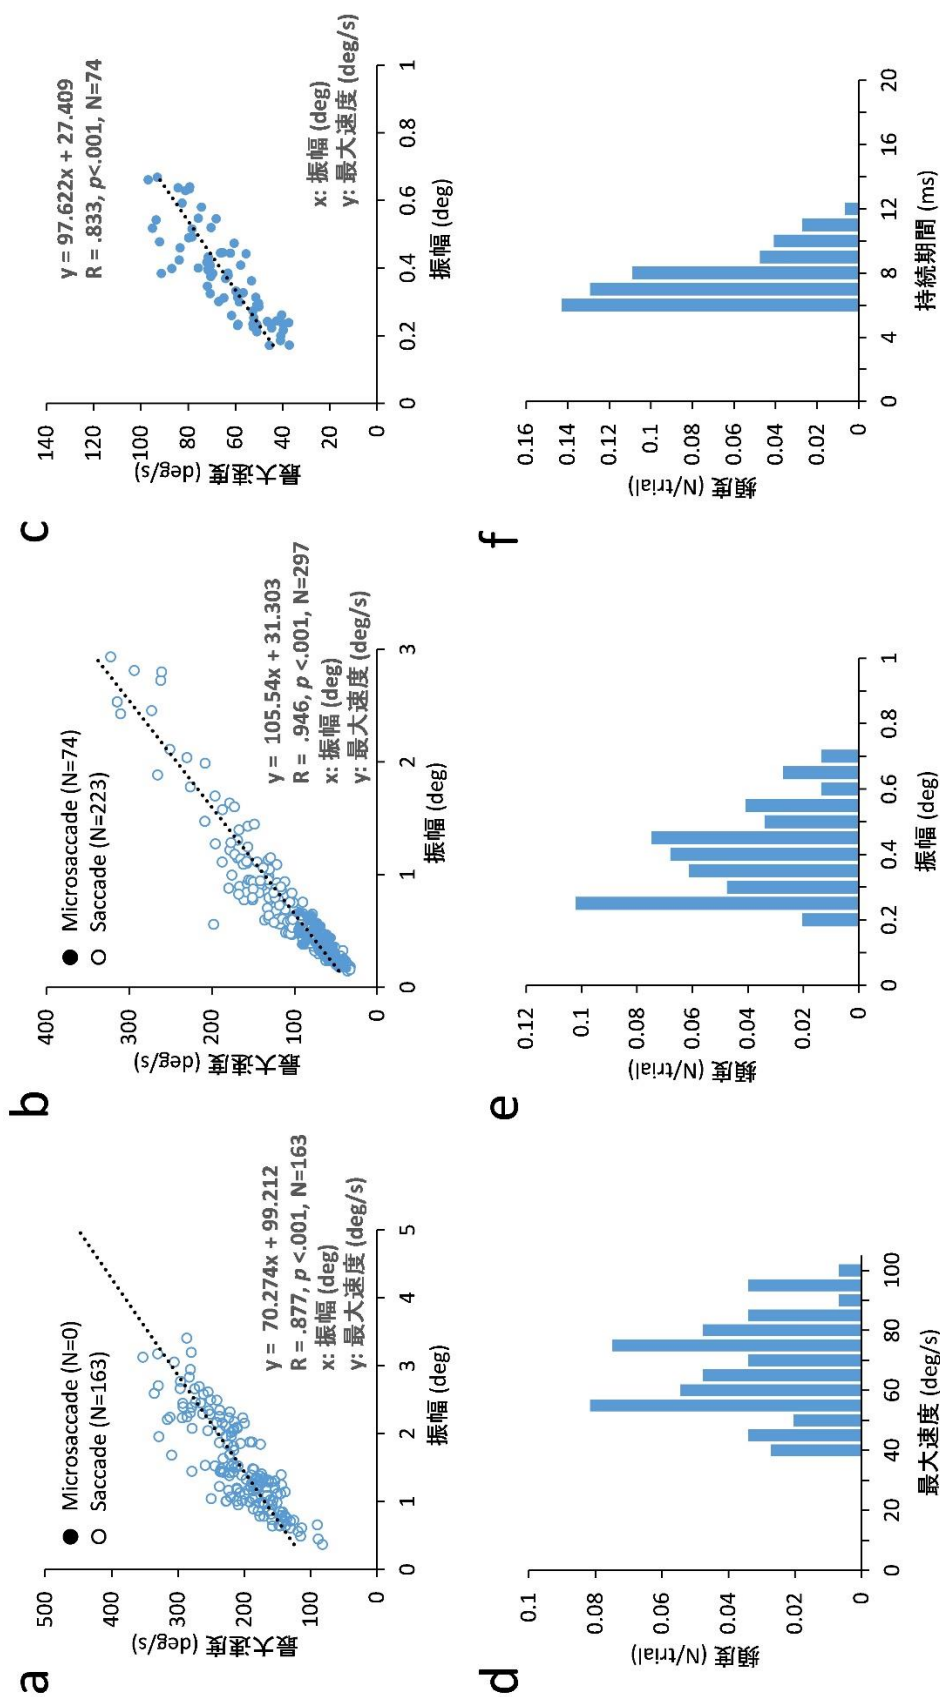 a
500
400
300
200
100
0
最大速度 (deg/s)
● Microsaccade (N=0)
○ Saccade (N=163)
y = 70.274x + 99.212
R = .877, p <.001, N=163
x: 振幅 (deg)
y: 最大速度 (deg/s)
0 1 2 3 4 5
振幅 (deg)
b
400
300
200
100
0
最大速度 (deg/s)
● Microsaccade (N=74)
○ Saccade (N=223)
y = 105.54x + 31.303
R = .946, p <.001, N=297
x: 振幅 (deg)
y: 最大速度 (deg/s)
0 1 2 3
振幅 (deg)
c
140
120
100
80
60
40
20
0
最大速度 (deg/s)
y = 97.622x + 27.409
R = .833, p<.001, N=74
x: 振幅 (deg)
y: 最大速度 (deg/s)
0 0.2 0.4 0.6 0.8 1
振幅 (deg)
d
0.1
0.08
0.06
0.04
0.02
0
頻度 (N/trial)
0 20 40 60 80 100
最大速度 (deg/s)
e
0.12
0.1
0.08
0.06
0.04
0.02
0
頻度 (N/trial)
0 0.2 0.4 0.6 0.8 1
振幅 (deg)
f
0.16
0.14
0.12
0.1
0.08
0.06
0.04
0.02
0
頻度 (N/trial)
0 4 8 12 16 20
持続期間 (ms)